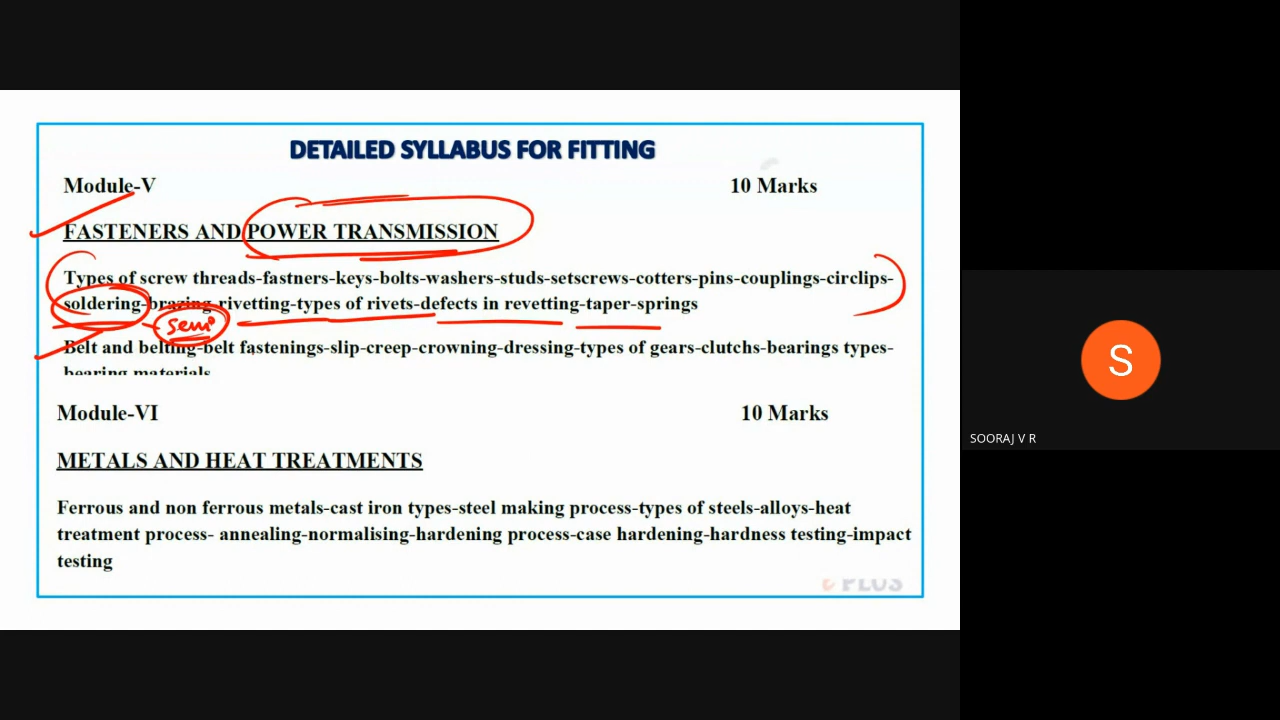 DETAILED SYLLABUS FOR FITTING
Module-V 10 Marks
FASTENERS AND POWER TRANSMISSION
Types of screw threads-fastners-keys-bolts-washers-studs-setscrews-cotters-pins-couplings-circlips-
soldering-brazing-rivetting-types of rivets-defects in revetting-taper-springs
semi
Belt and belting-belt fastenings-slip-creep-crowning-dressing-types of gears-clutchs-bearings types-
bearing materials
Module-VI 10 Marks
METALS AND HEAT TREATMENTS
Ferrous and non ferrous metals-cast iron types-steel making process-types of steels-alloys-heat
treatment process- annealing-normalising-hardening process-case hardening-hardness testing-impact
testing
PLUS
S
SOORAJ V R